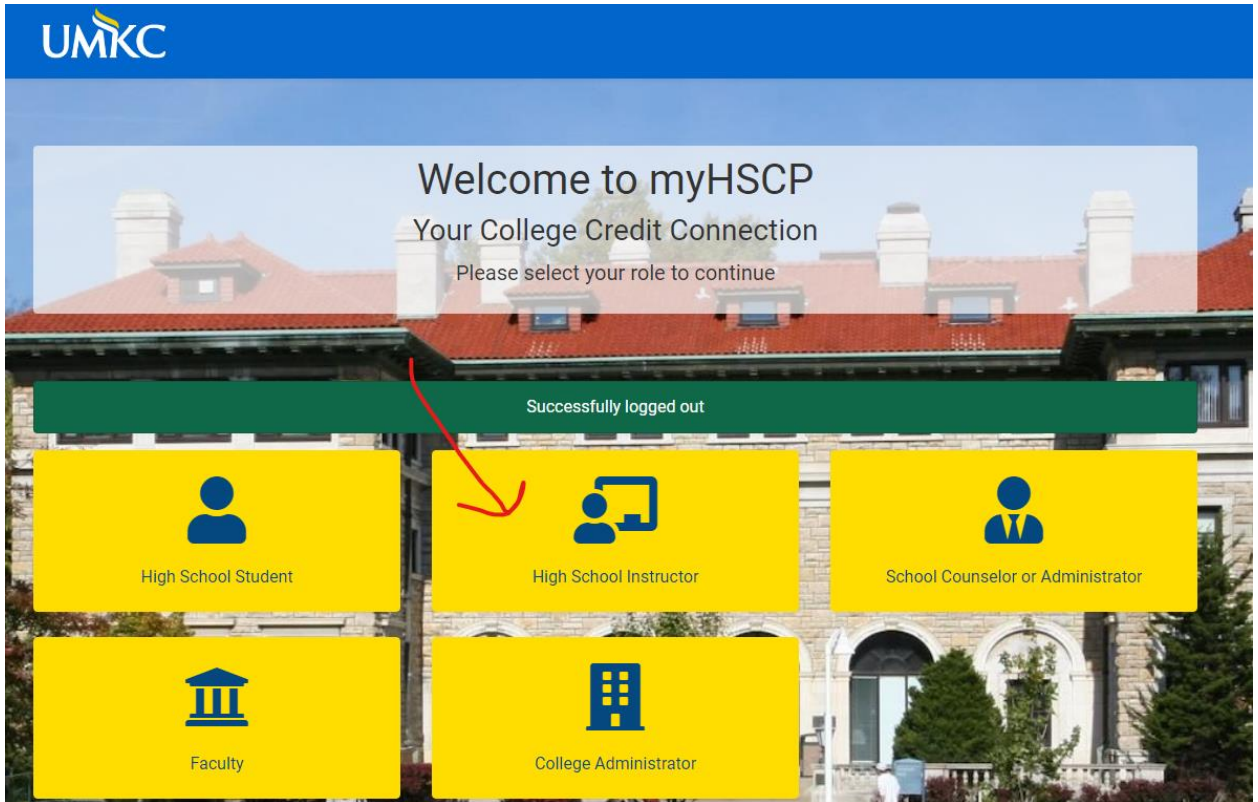 UMKC
Welcome to myHSCP
Your College Credit Connection
Please select your role to continue
Successfully logged out
High School Student
High School Instructor
School Counselor or Administrator
Faculty
College Administrator